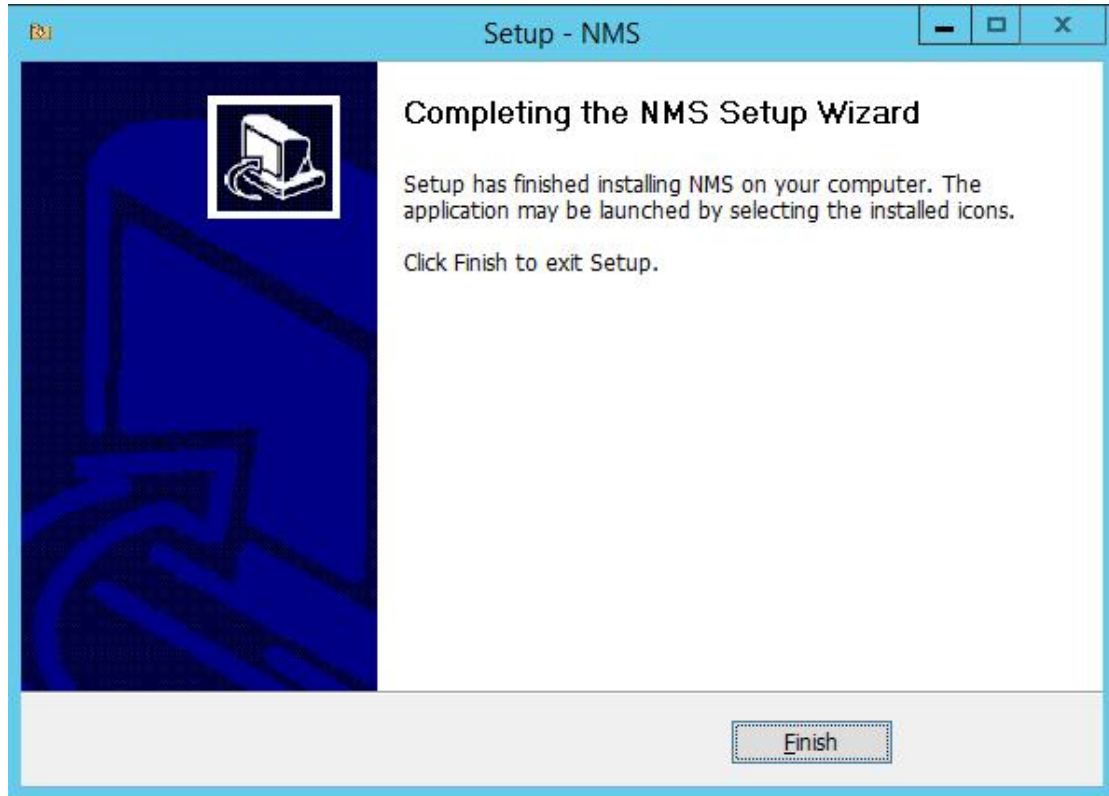 Setup - NMS
Completing the NMS Setup Wizard
Setup has finished installing NMS on your computer. The
application may be launched by selecting the installed icons.
Click Finish to exit Setup.
Finish